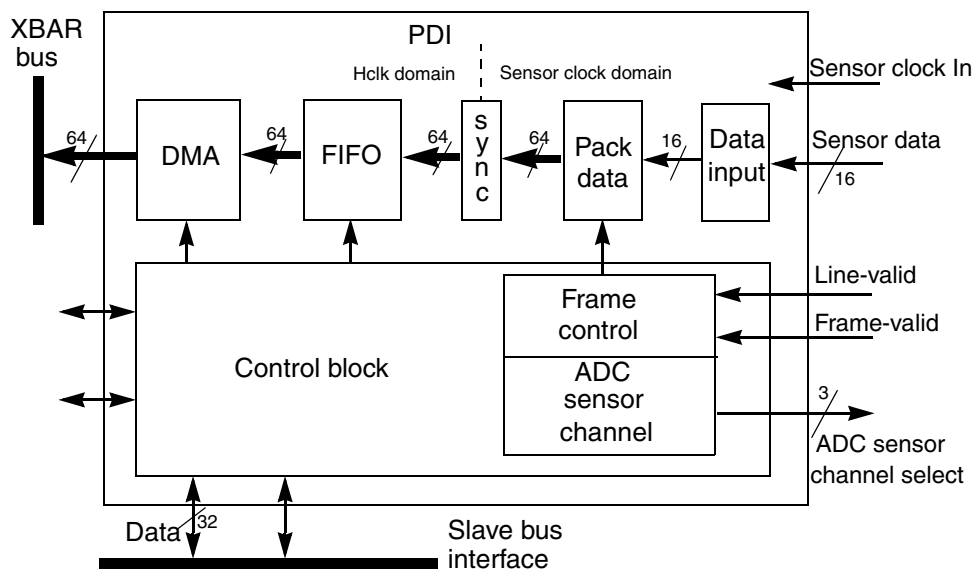 XBAR
bus
PDI
Hclk domain
Sensor clock domain
Sensor clock In
64
DMA
64
FIFO
64
sync
64
Pack
data
16
Data
input
Sensor data
16
Line-valid
Frame
control
Frame-valid
Control block
ADC
sensor
channel
3
ADC sensor
channel select
Data
32
Slave bus
interface